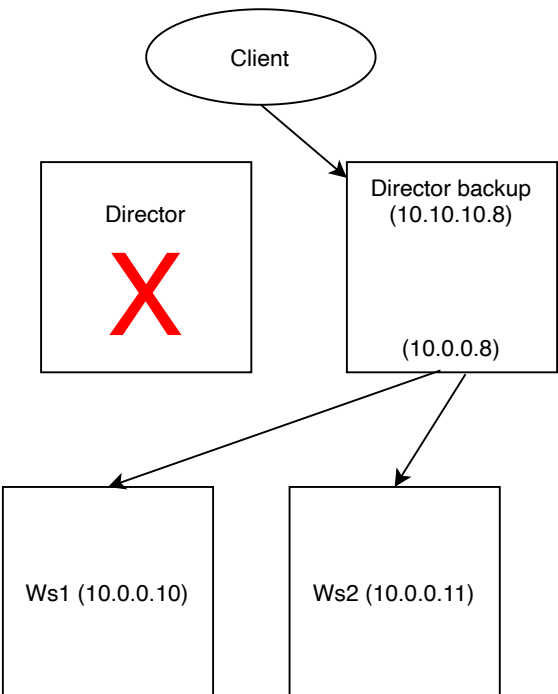 Client
Director
X
Director backup
(10.10.10.8)
(10.0.0.8)
Ws1 (10.0.0.10)
Ws2 (10.0.0.11)